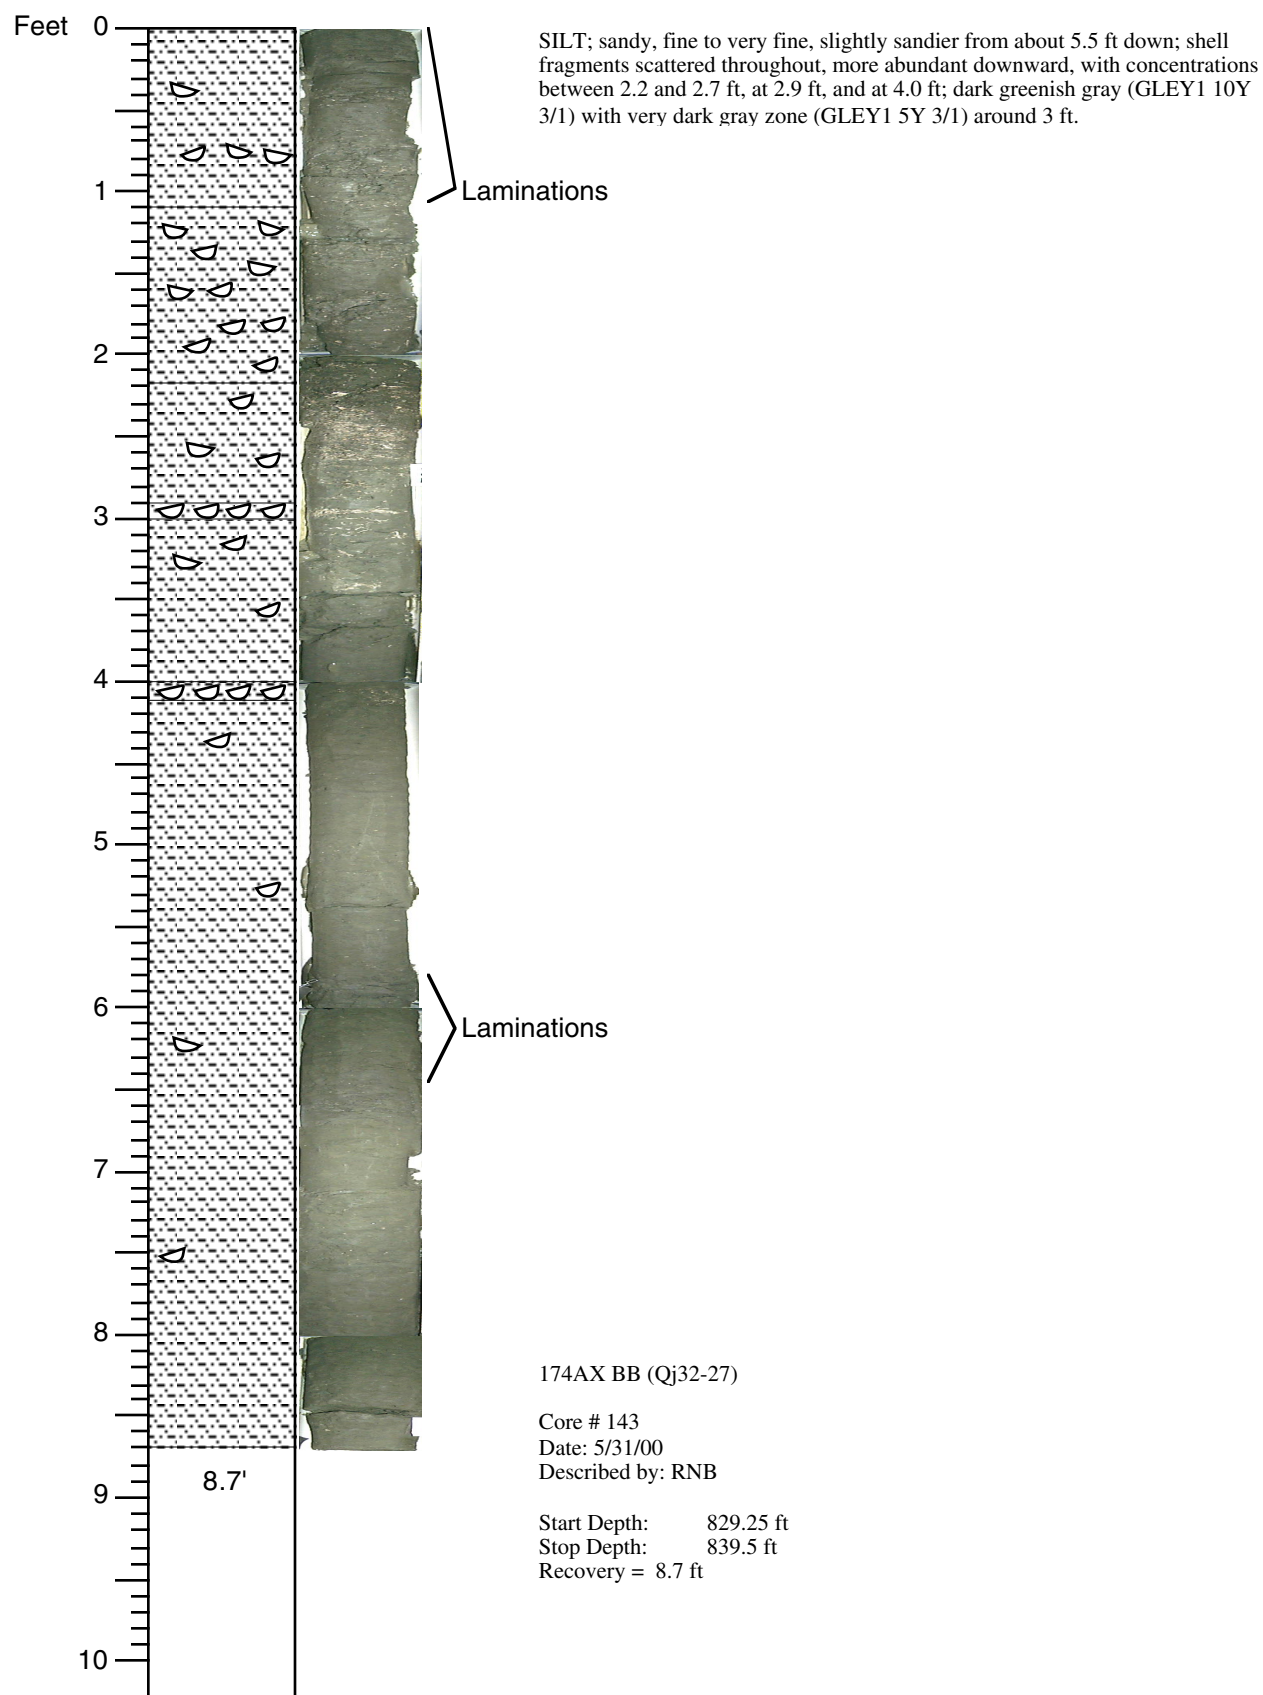 Feet
0
SILT; sandy, fine to very fine, slightly sandier from about 5.5 ft down; shell
fragments scattered throughout, more abundant downward, with concentrations
between 2.2 and 2.7 ft, at 2.9 ft, and at 4.0 ft; dark greenish gray (GLEY1 10Y
3/1) with very dark gray zone (GLEY1 5Y 3/1) around 3 ft.
1
Laminations
2
3
4
5
6
Laminations
7
8
174AX BB (Qj32-27)
Core # 143
Date: 5/31/00
Described by: RNB
8.7'
9
Start Depth: 829.25 ft
Stop Depth: 839.5 ft
Recovery = 8.7 ft
10